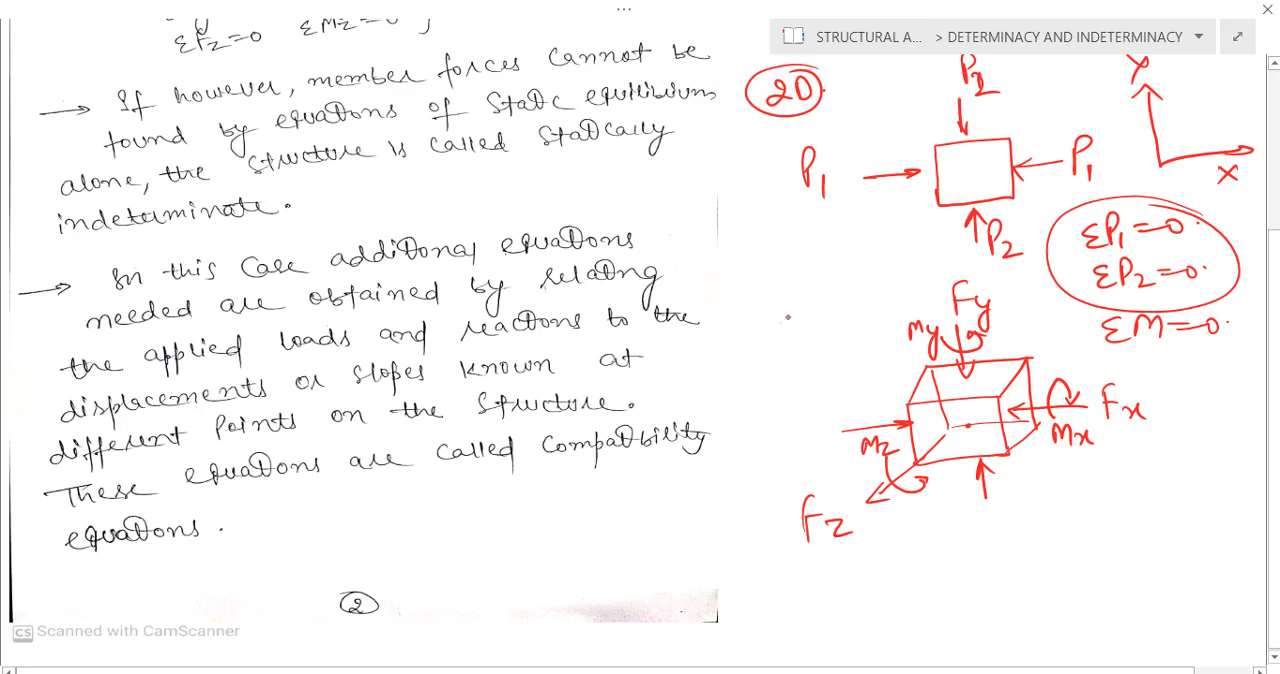 STRUCTURAL A... > DETERMINACY AND INDETERMINACY
ΣFz=0 ΣMz=0
→ If however, member forces cannot be
found by equations of static equilibrium
alone, the structure is called statically
indeterminate.
→ In this case additional equations
needed are obtained by relating
the applied loads and reactions to the
displacements or slopes known at
different points on the structure.
These equations are called compatibility
equations.
2
CS Scanned with CamScanner
2D
P2
Y
P1
P1
X
P2
ΣP1=0
ΣP2=0
ΣM=0
Fy
My
Fx
Mx
Mz
Fz